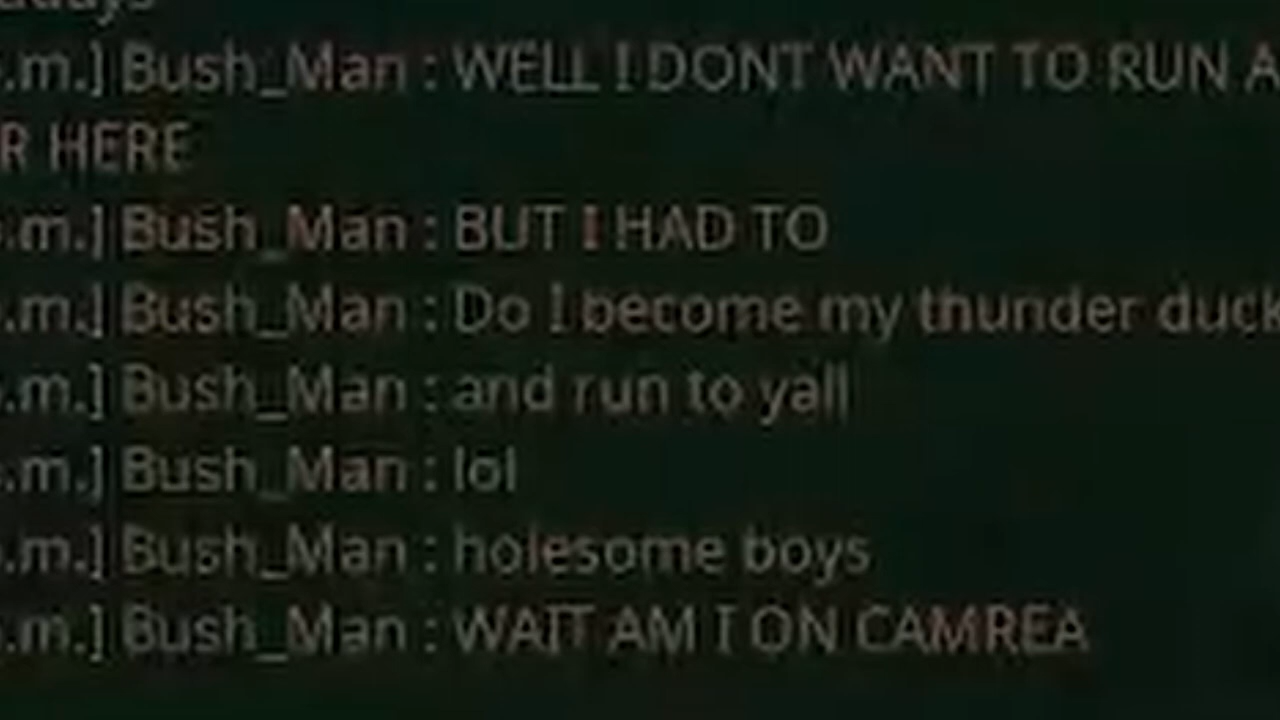 .m.] Bush_Man : WELL I DONT WANT TO RUN A
R HERE
.m.] Bush_Man : BUT I HAD TO
.m.] Bush_Man : Do I become my thunder duck
.m.] Bush_Man : and run to yall
.m.] Bush_Man : lol
.m.] Bush_Man : holesome boys
.m.] Bush_Man : WAIT AM I ON CAMREA